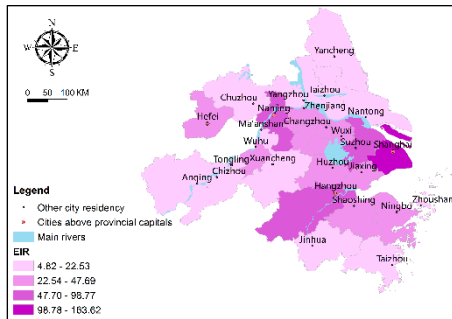 N
W E
S
0 50 100 KM
Yancheng
Chuzhou
Yangzhou
Taizhou
Hefei
Nanjing
Zhenjiang
Nantong
Ma'anshan
Changzhou
Wuxi
Wuhu
Suzhou
Shanghai
Tongling
Xuancheng
Huzhou
Jiaxing
Anqing
Chizhou
Hangzhou
Shaoshing
Ningbo
Zhoushan
Jinhua
Taizhou
Legend
Other city residency
Cities above provincial capitals
Main rivers
EIR
4.82 - 22.53
22.54 - 47.69
47.70 - 98.77
98.78 - 163.62